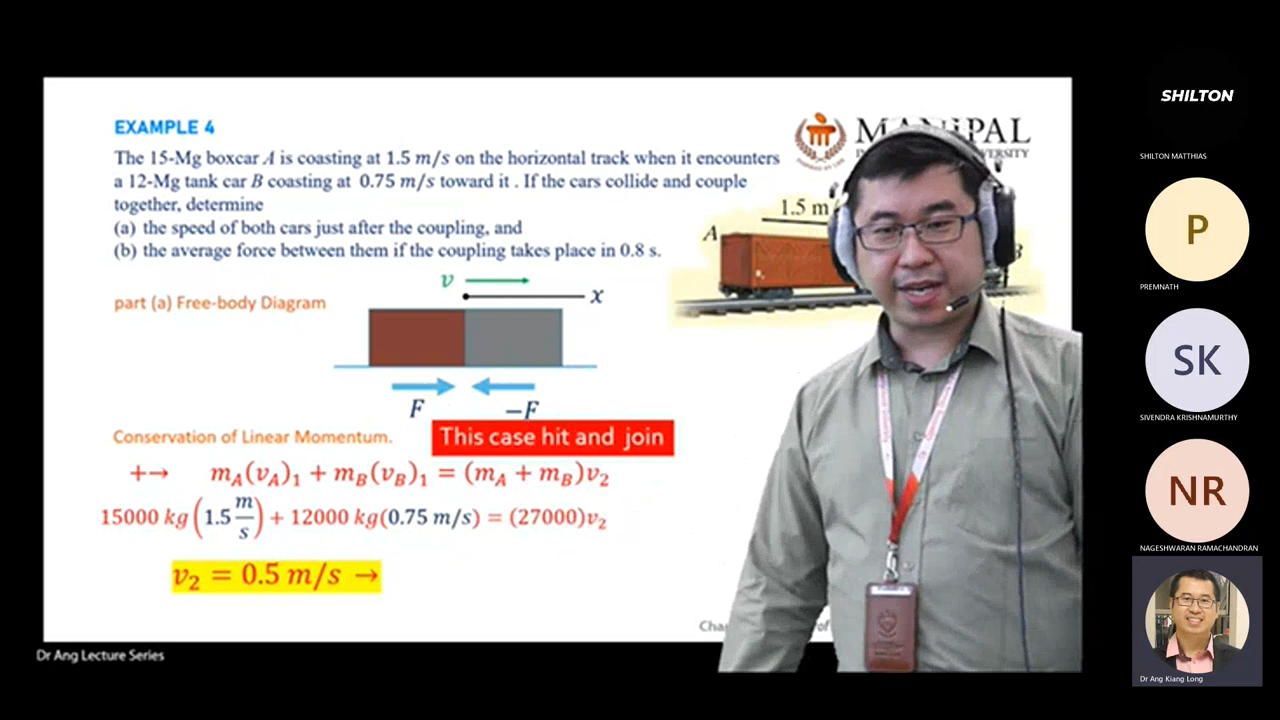 EXAMPLE 4
The 15-Mg boxcar A is coasting at 1.5 m/s on the horizontal track when it encounters
a 12-Mg tank car B coasting at 0.75 m/s toward it . If the cars collide and couple
together, determine
(a) the speed of both cars just after the coupling, and
(b) the average force between them if the coupling takes place in 0.8 s.
MANIPAL
1.5 m
A
B
part (a) Free-body Diagram
v
x
F
−F
Conservation of Linear Momentum.
This case hit and join
+→ m_A(v_A)_1 + m_B(v_B)_1 = (m_A + m_B)v_2
15000 kg(1.5 m/s) + 12000 kg(0.75 m/s) = (27000)v_2
v_2 = 0.5 m/s →
Dr Ang Lecture Series
SHILTON
SHILTON MATTHIAS
P
PREMNATH
SK
SIVENDRA KRISHNAMURTHY
NR
NAGESHWARAN RAMACHANDRAN
Dr Ang Kiang Long